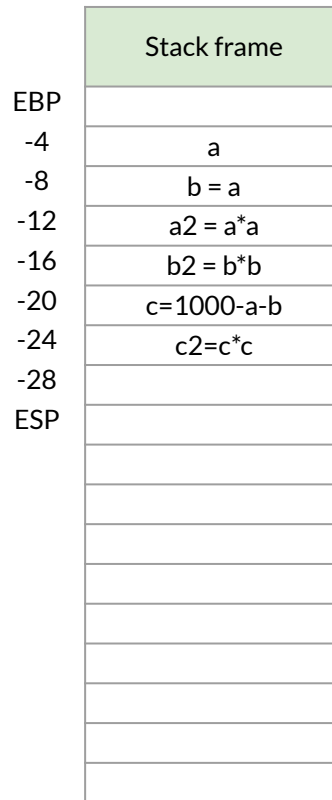 Stack frame
EBP
-4 a
-8 b = a
-12 a2 = a*a
-16 b2 = b*b
-20 c=1000-a-b
-24 c2=c*c
-28
ESP